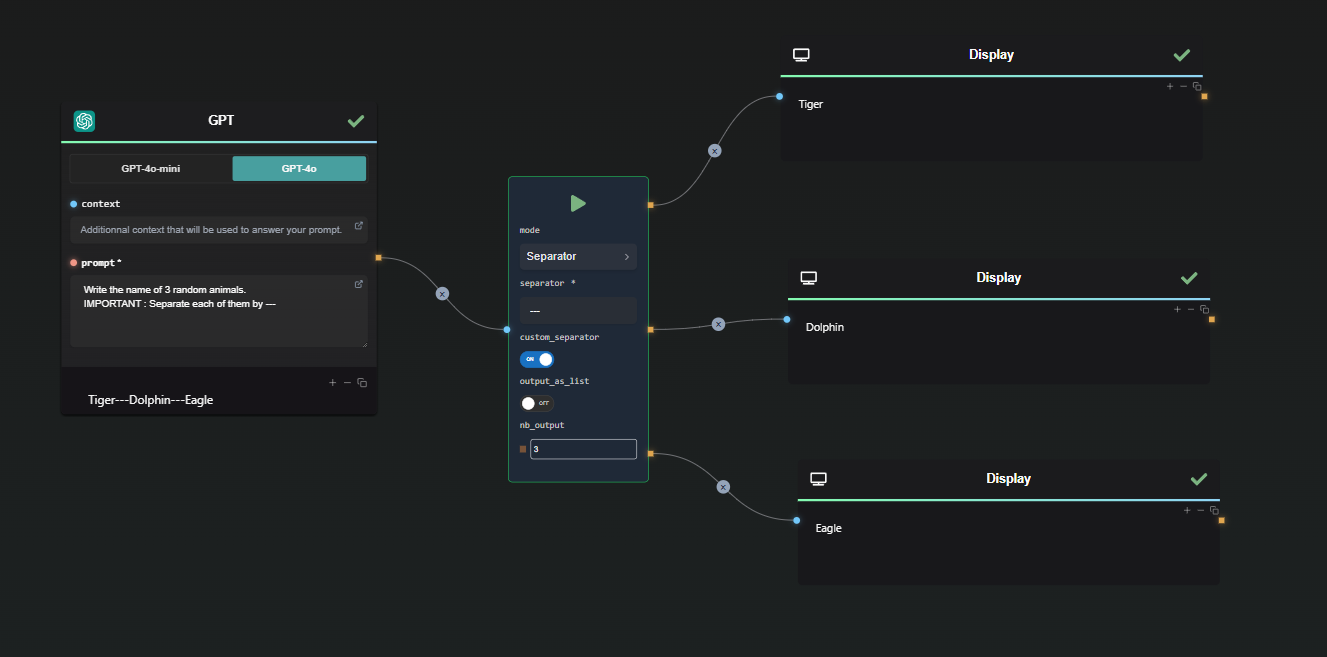 GPT
GPT-4o-mini
GPT-4o
context
Additionnal context that will be used to answer your prompt.
prompt*
Write the name of 3 random animals.
IMPORTANT : Separate each of them by ---
Tiger---Dolphin---Eagle
mode
Separator
separator *
---
custom_separator
ON
output_as_list
OFF
nb_output
3
Display
Tiger
Display
Dolphin
Display
Eagle